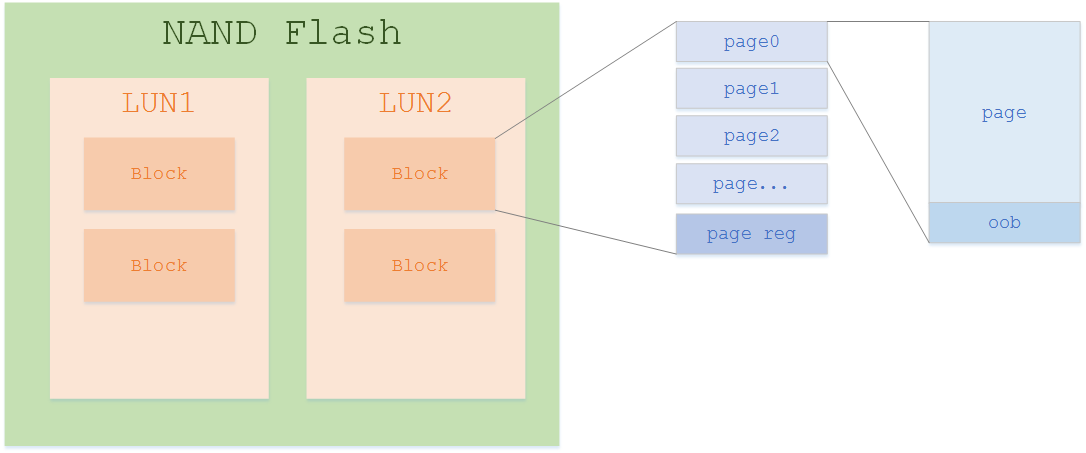 NAND Flash
LUN1
Block
Block
LUN2
Block
Block
page0
page1
page2
page...
page reg
page
oob